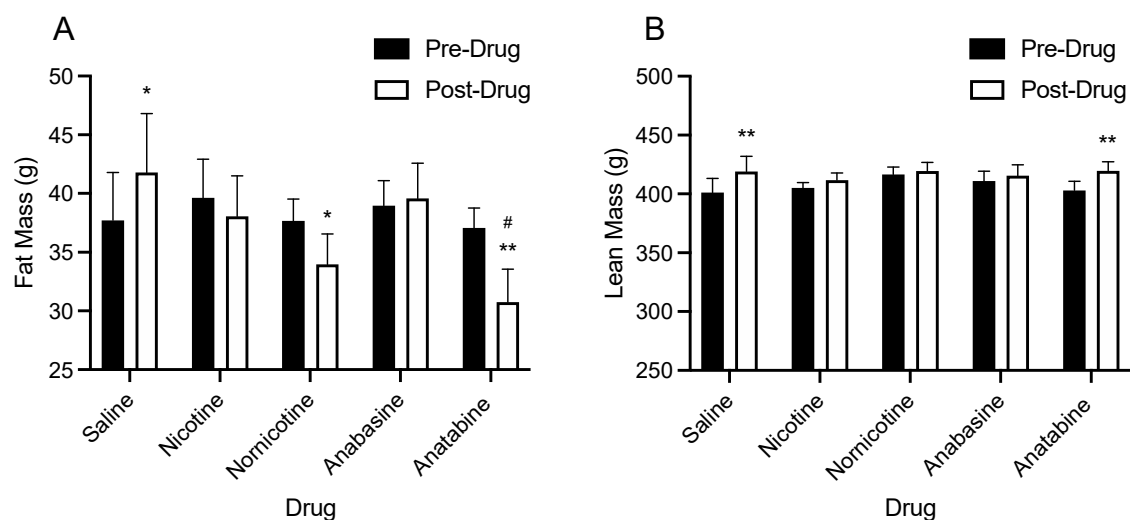 A
Pre-Drug
Post-Drug
Fat Mass (g)
50
45
40
35
30
25
*
*
#
**
Saline
Nicotine
Nornicotine
Anabasine
Anatabine
Drug
B
Pre-Drug
Post-Drug
Lean Mass (g)
500
450
400
350
300
250
**
**
Saline
Nicotine
Nornicotine
Anabasine
Anatabine
Drug